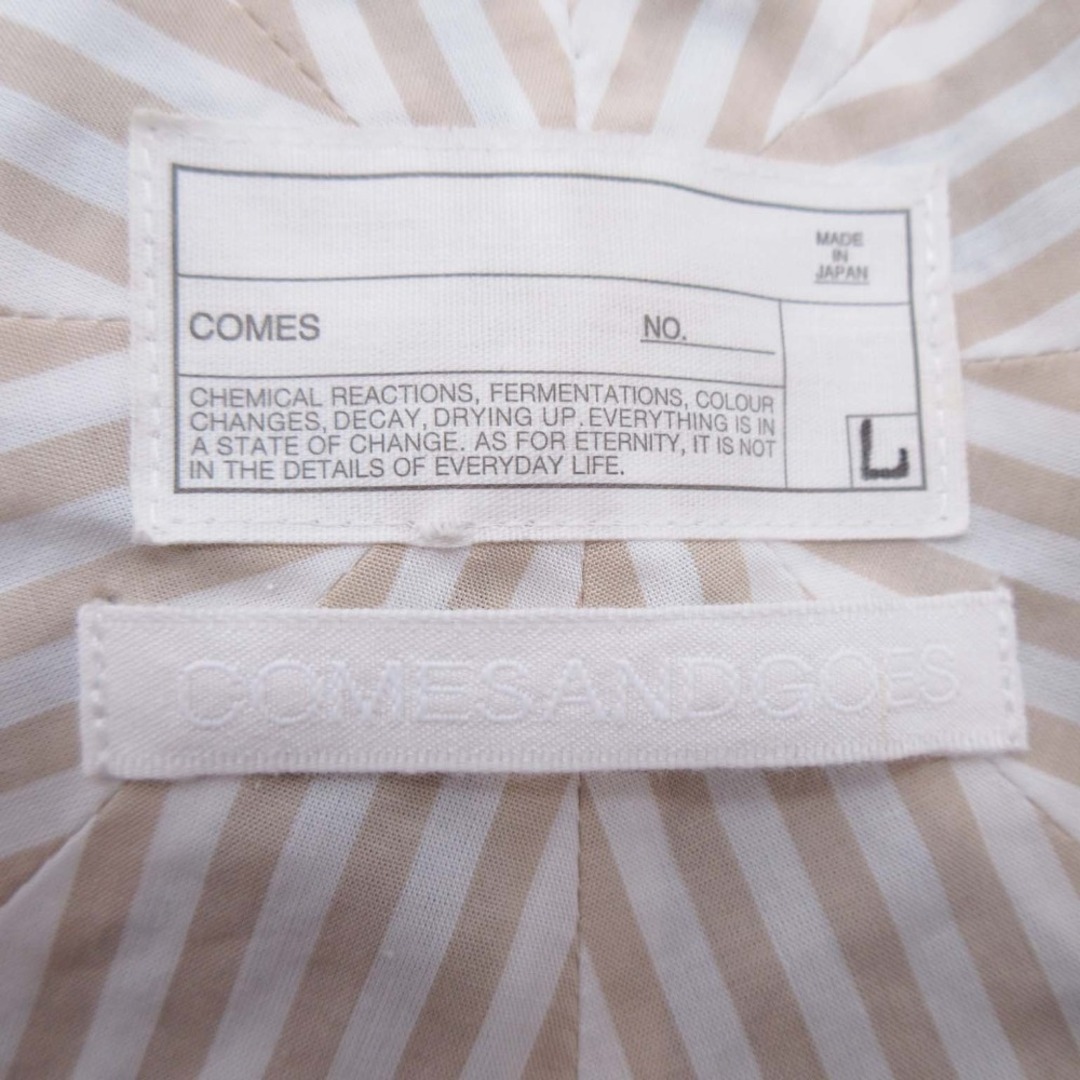 MADE
IN
JAPAN
COMES NO.
CHEMICAL REACTIONS, FERMENTATIONS, COLOUR
CHANGES, DECAY, DRYING UP. EVERYTHING IS IN
A STATE OF CHANGE. AS FOR ETERNITY, IT IS NOT
IN THE DETAILS OF EVERYDAY LIFE.
L
COMESANDGOES